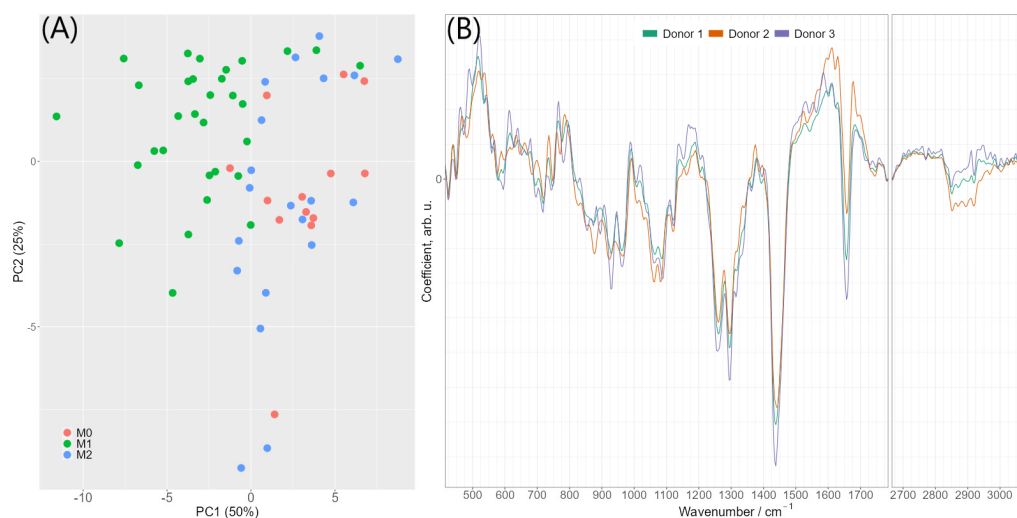 (A)
0
-5
PC2 (25%)
M0
M1
M2
-10 -5 0 5
PC1 (50%)
(B)
Donor 1 Donor 2 Donor 3
0
Coefficient, arb. u.
500 600 700 800 900 1000 1100 1200 1300 1400 1500 1600 1700 2700 2800 2900 3000
Wavenumber / cm⁻¹